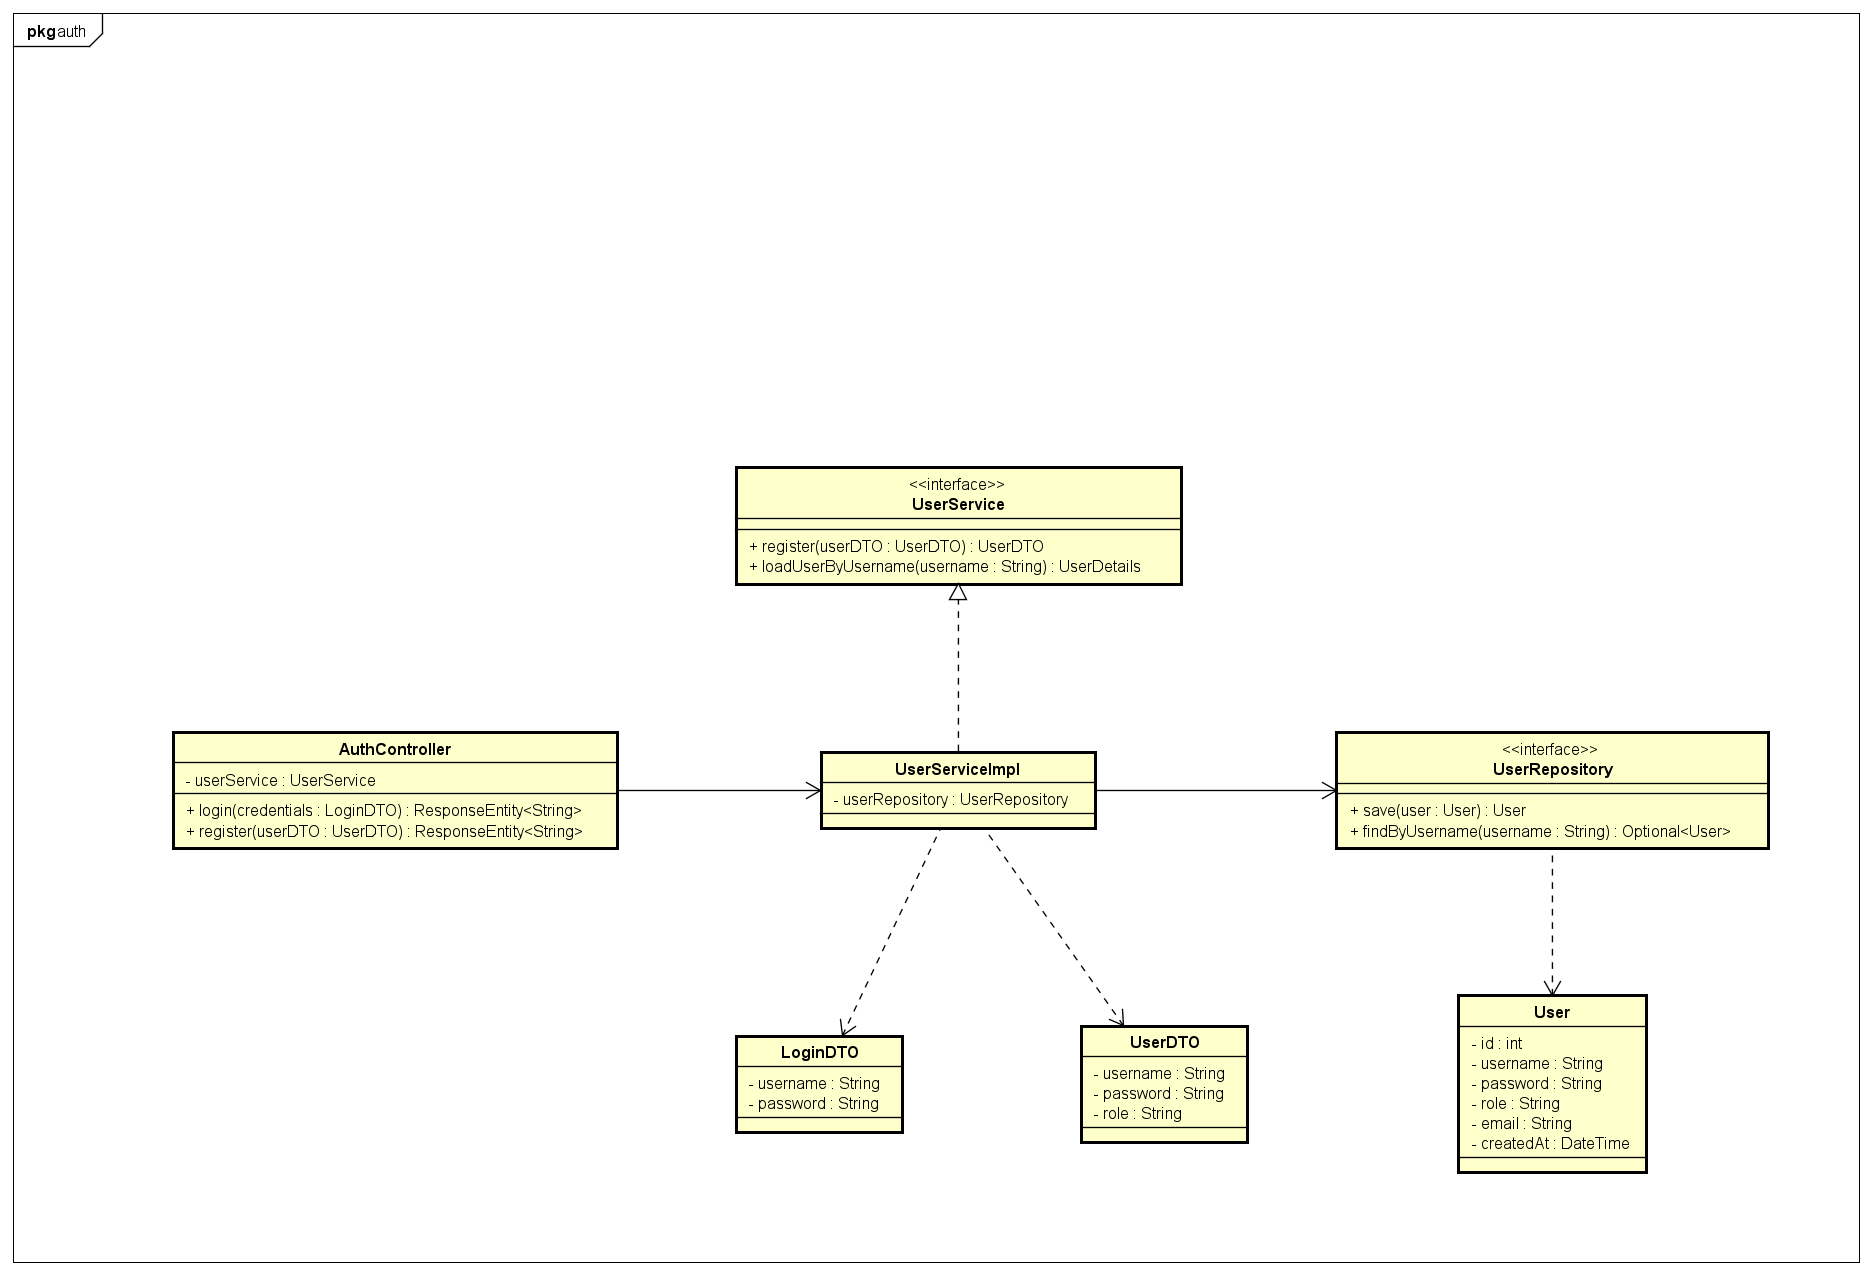 pkg auth
<<interface>>
UserService
+ register(userDTO : UserDTO) : UserDTO
+ loadUserByUsername(username : String) : UserDetails
AuthController
- userService : UserService
+ login(credentials : LoginDTO) : ResponseEntity<String>
+ register(userDTO : UserDTO) : ResponseEntity<String>
UserServiceImpl
- userRepository : UserRepository
<<interface>>
UserRepository
+ save(user : User) : User
+ findByUsername(username : String) : Optional<User>
LoginDTO
- username : String
- password : String
UserDTO
- username : String
- password : String
- role : String
User
- id : int
- username : String
- password : String
- role : String
- email : String
- createdAt : DateTime